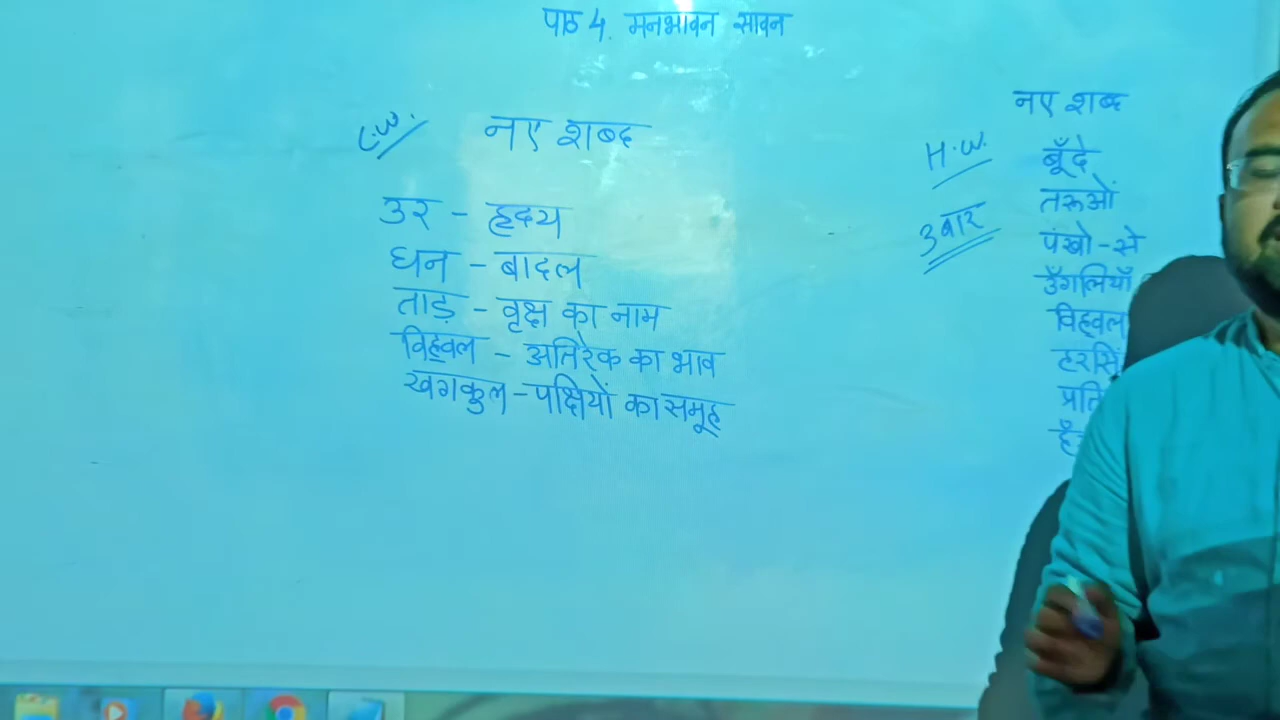 पाठ 4. मनभावन सावन
C.W.
नए शब्द
उर - हृदय
घन - बादल
ताड़ - वृक्ष का नाम
विह्वल - अतिरेक का भाव
खगकुल - पक्षियों का समूह
नए शब्द
H.W.
बूँदे
तरूओं
3 बार
पंखो-से
उँगलियाँ
विह्वल